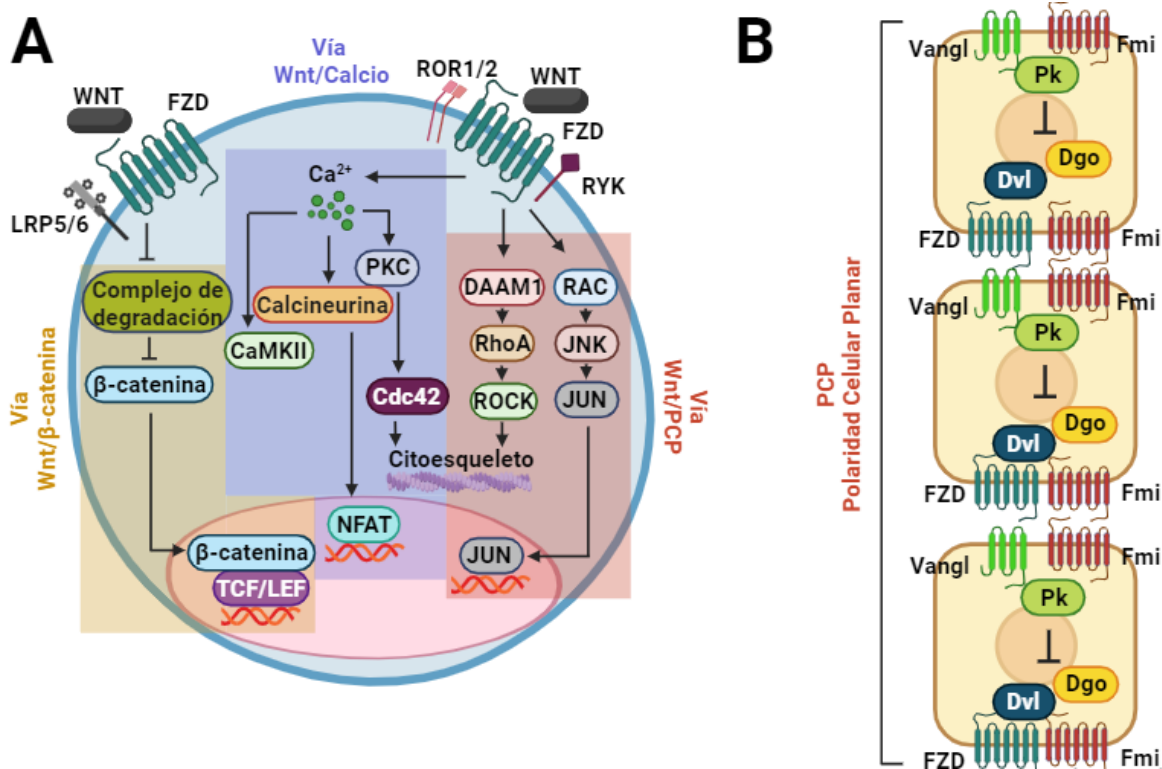 A
Vía
Wnt/Calcio
WNT
FZD
LRP5/6
ROR1/2
WNT
FZD
RYK
Ca²⁺
Complejo de
degradación
β-catenina
CaMKII
Calcineurina
PKC
Cdc42
Citoesqueleto
DAAM1
RhoA
ROCK
RAC
JNK
JUN
Vía
Wnt/β-catenina
Vía
Wnt/PCP
β-catenina
TCF/LEF
NFAT
JUN
B
PCP
Polaridad Celular Planar
Vangl
Fmi
Pk
Dgo
Dvl
FZD
Fmi
Vangl
Fmi
Pk
Dgo
Dvl
FZD
Fmi
Vangl
Fmi
Pk
Dgo
Dvl
FZD
Fmi